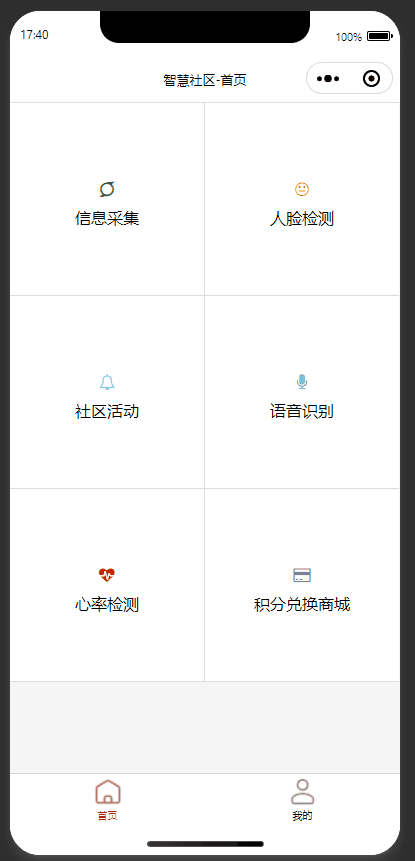 17:40
100%
智慧社区-首页
信息采集
人脸检测
社区活动
语音识别
心率检测
积分兑换商城
首页
我的